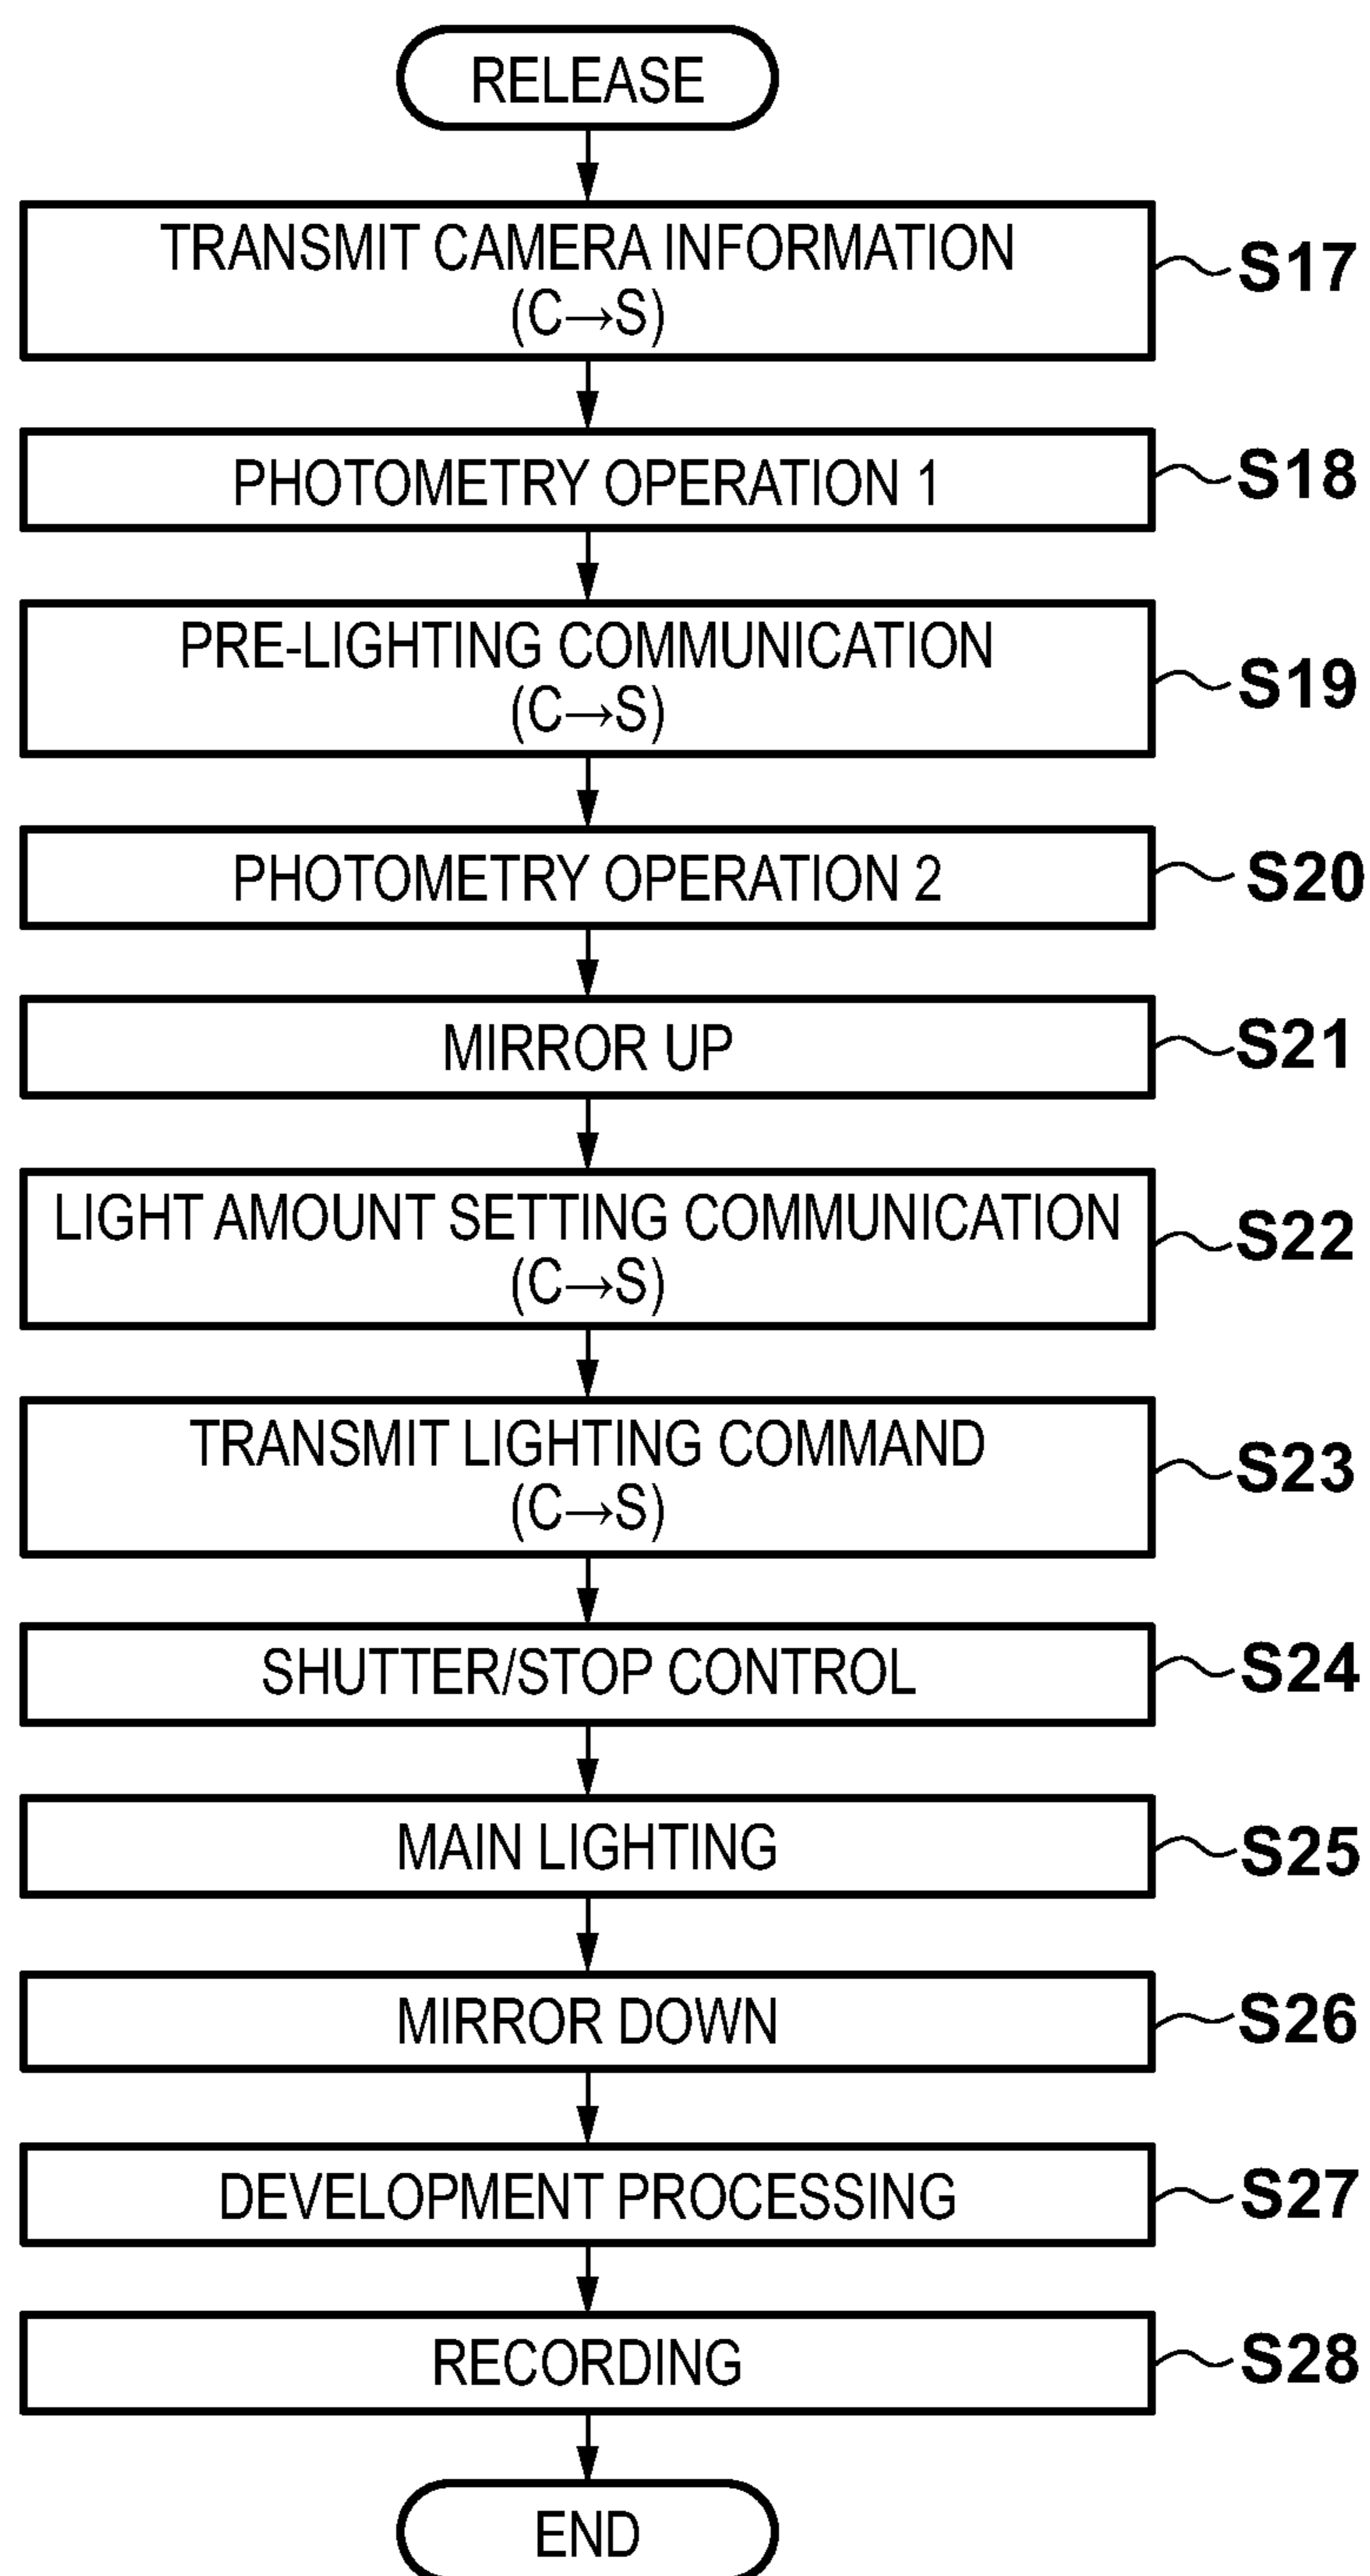 RELEASE
TRANSMIT CAMERA INFORMATION
(C→S)
S17
PHOTOMETRY OPERATION 1
S18
PRE-LIGHTING COMMUNICATION
(C→S)
S19
PHOTOMETRY OPERATION 2
S20
MIRROR UP
S21
LIGHT AMOUNT SETTING COMMUNICATION
(C→S)
S22
TRANSMIT LIGHTING COMMAND
(C→S)
S23
SHUTTER/STOP CONTROL
S24
MAIN LIGHTING
S25
MIRROR DOWN
S26
DEVELOPMENT PROCESSING
S27
RECORDING
S28
END